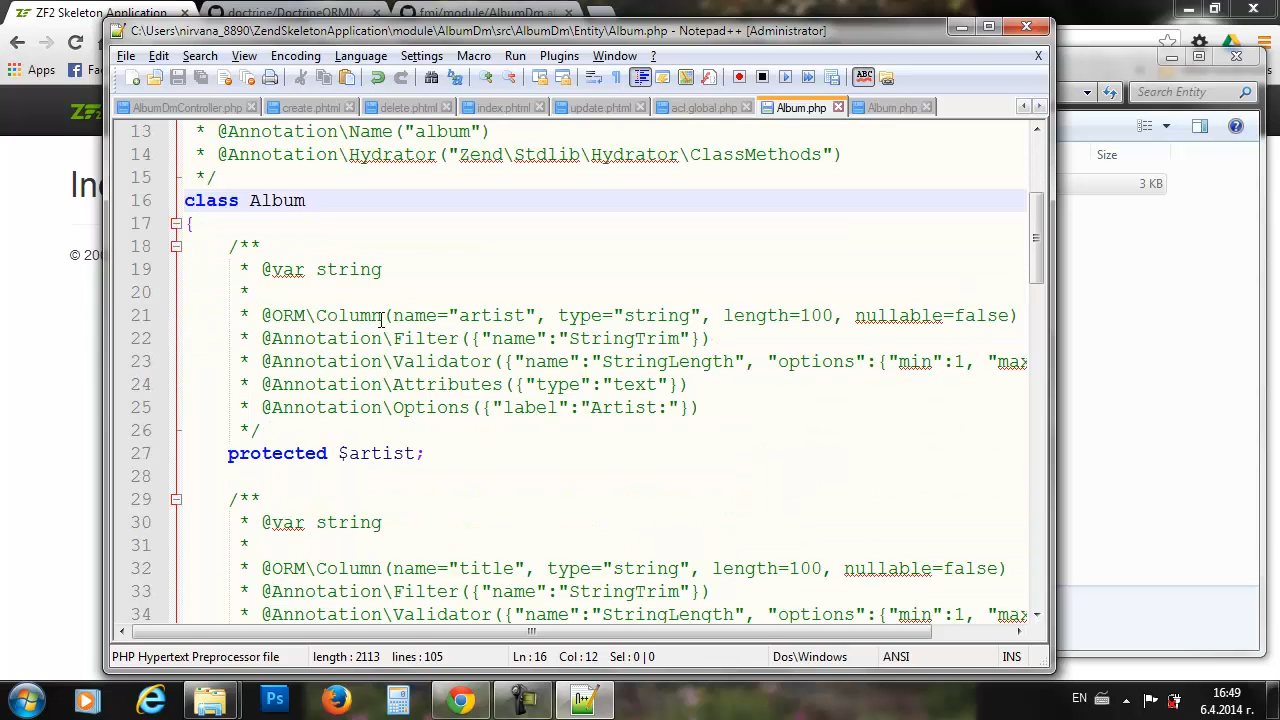 ZF2 Skeleton Application
doctrine/DoctrineORMMo
fmi/module/AlbumDm at
C:\Users\nirvana_8890\ZendSkeletonApplication\module\AlbumDm\src\AlbumDm\Entity\Album.php - Notepad++ [Administrator]
File Edit Search View Encoding Language Settings Macro Run Plugins Window ? X
Apps
Search Entity
AlbumDmController.php create.phtml delete.phtml index.phtml update.phtml acl.global.php Album.php Album.php
ZF2
Size
3 KB
13 * @Annotation\Name("album")
14 * @Annotation\Hydrator("Zend\Stdlib\Hydrator\ClassMethods")
15 */
16 class Album
17 {
18 /**
19 * @var string
20 *
21 * @ORM\Column(name="artist", type="string", length=100, nullable=false)
22 * @Annotation\Filter({"name":"StringTrim"})
23 * @Annotation\Validator({"name":"StringLength", "options":{"min":1, "max
24 * @Annotation\Attributes({"type":"text"})
25 * @Annotation\Options({"label":"Artist:"})
26 */
27 protected $artist;
28
29 /**
30 * @var string
31 *
32 * @ORM\Column(name="title", type="string", length=100, nullable=false)
33 * @Annotation\Filter({"name":"StringTrim"})
34 * @Annotation\Validator({"name":"StringLength", "options":{"min":1, "max
© 20
PHP Hypertext Preprocessor file length : 2113 lines : 105 Ln : 16 Col : 12 Sel : 0 | 0 Dos\Windows ANSI INS
EN
16:49
6.4.2014 г.